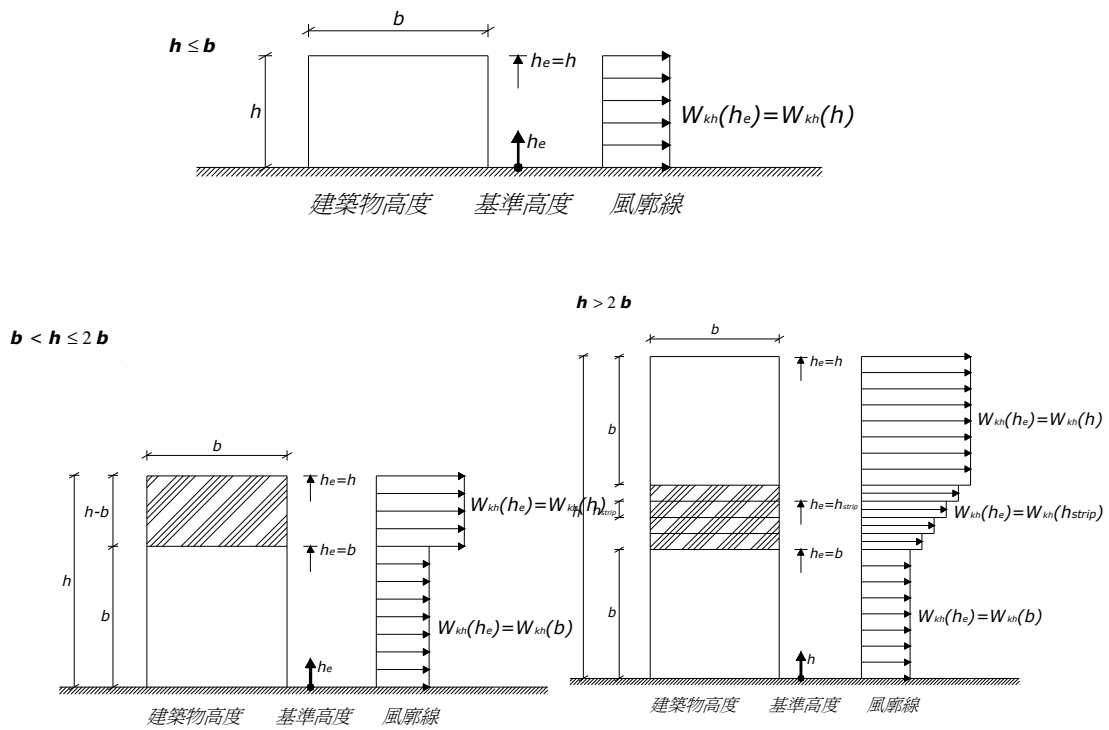 h ≤ b
b
h
he=h
he
Wkh(he)=Wkh(h)
建築物高度 基準高度 風廓線
b < h ≤ 2 b
b
h-b
h
b
he=h
he=b
he
Wkh(he)=Wkh(h)
Wkh(he)=Wkh(b)
建築物高度 基準高度 風廓線
h > 2 b
b
b
h
hstrip
b
he=h
he=hstrip
he=b
h
Wkh(he)=Wkh(h)
Wkh(he)=Wkh(hstrip)
Wkh(he)=Wkh(b)
建築物高度 基準高度 風廓線